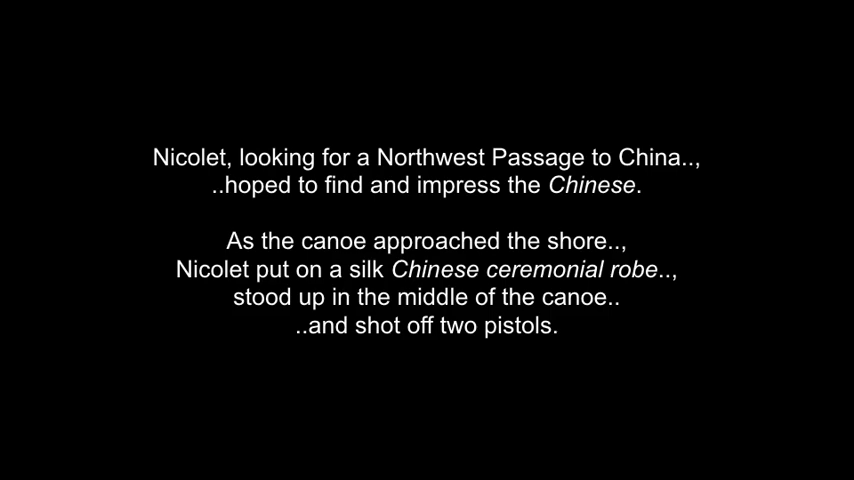 Nicolet, looking for a Northwest Passage to China..,
..hoped to find and impress the Chinese.
As the canoe approached the shore..,
Nicolet put on a silk Chinese ceremonial robe..,
stood up in the middle of the canoe..
..and shot off two pistols.